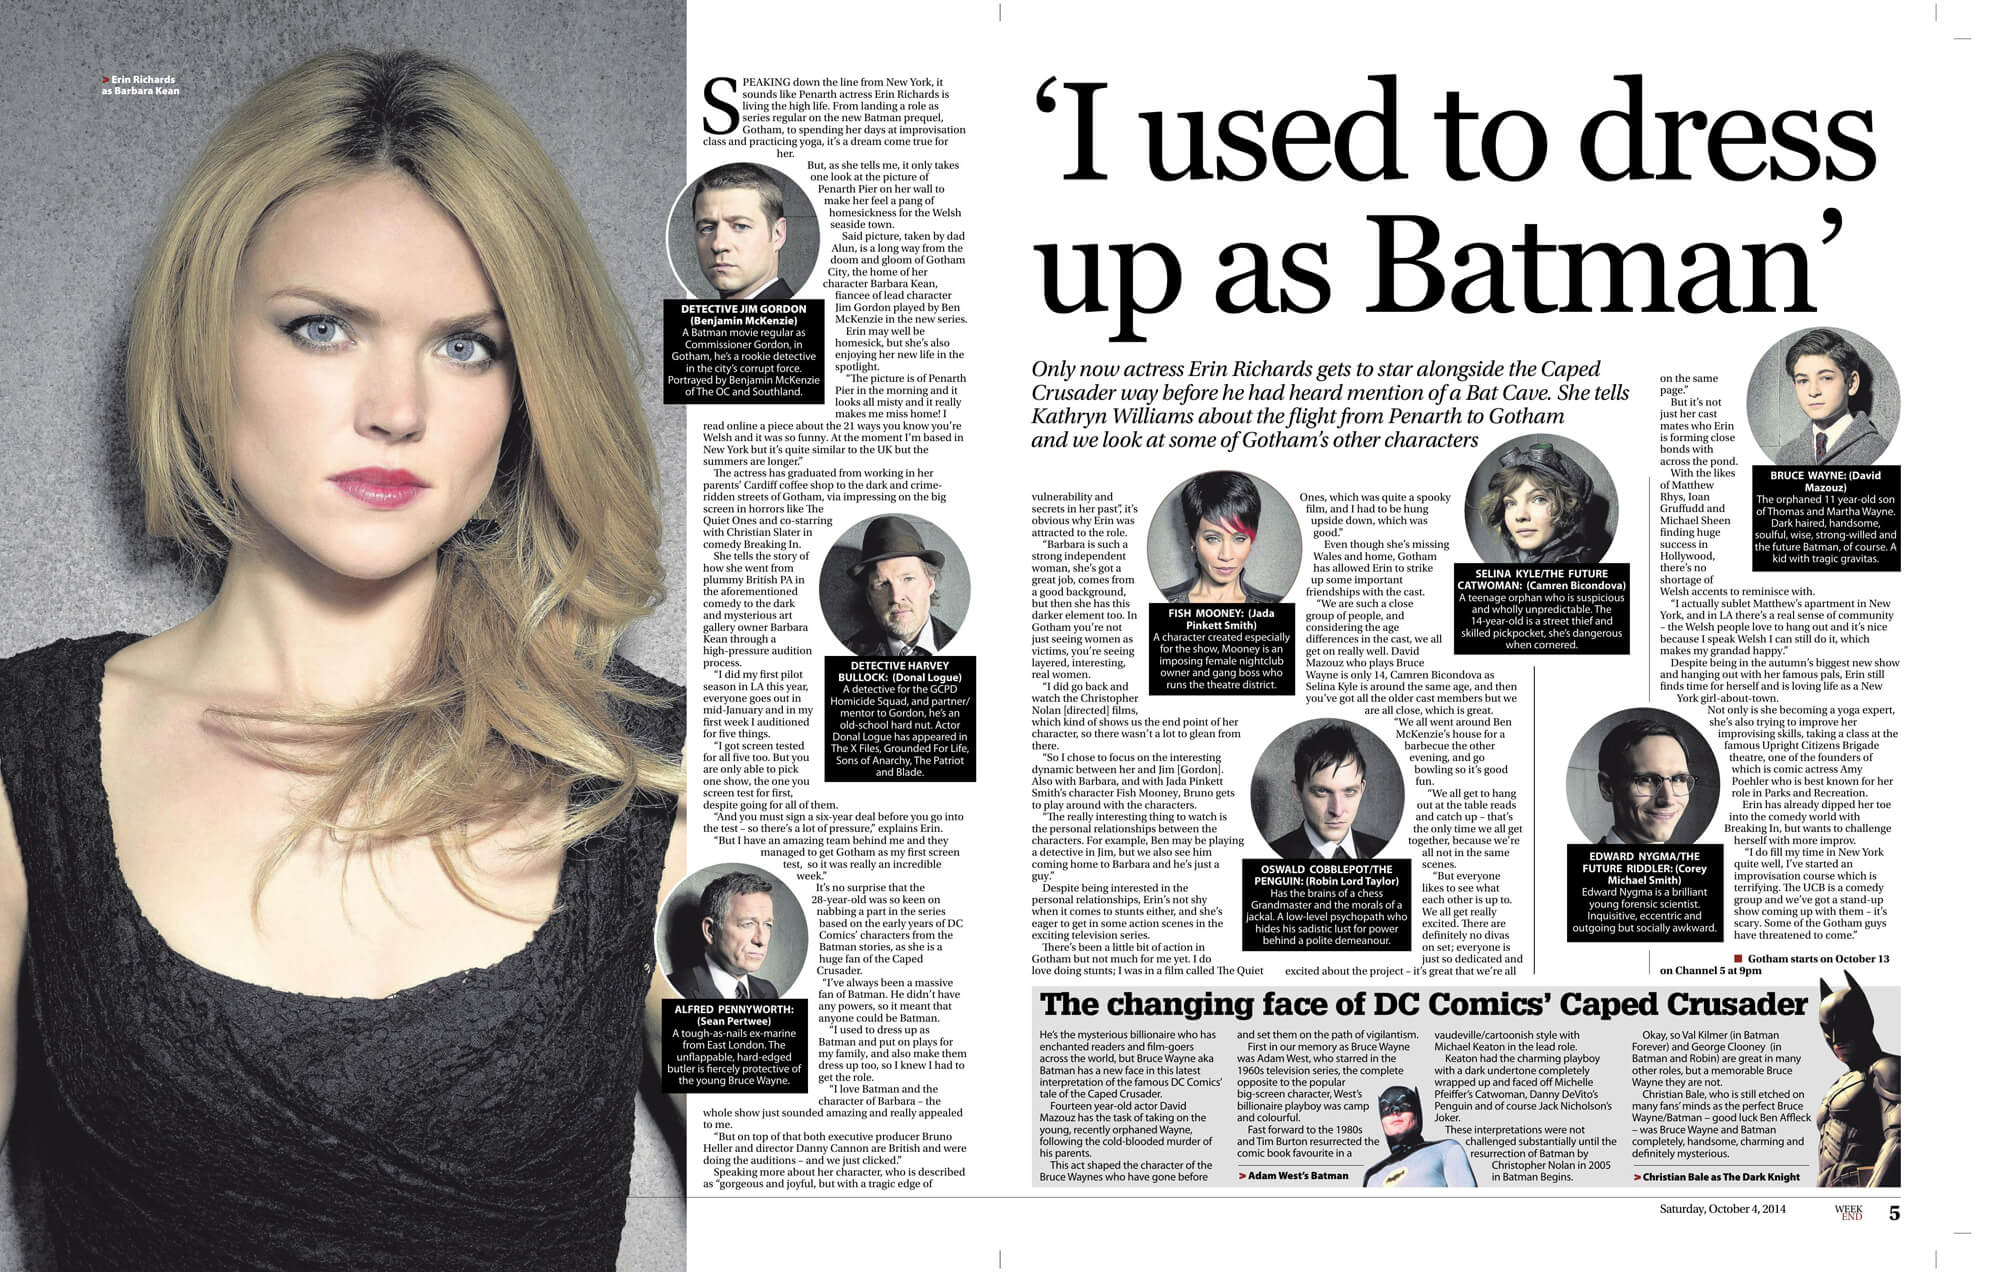 > Erin Richards
as Barbara Kean
SPEAKING down the line from New York, it
sounds like Penarth actress Erin Richards is
living the high life. From landing a role as
series regular on the new Batman prequel,
Gotham, to spending her days at improvisation
class and practicing yoga, it's a dream come true for
her.
But, as she tells me, it only takes
one look at the picture of
Penarth Pier on her wall to
make her feel a pang of
homesickness for the Welsh
seaside town.
Said picture, taken by dad
Alun, is a long way from the
doom and gloom of Gotham
City, the home of her
character Barbara Kean,
fiancee of lead character
Jim Gordon played by Ben
McKenzie in the new series.
Erin may well be
homesick, but she's also
enjoying her new life in the
spotlight.
"The picture is of Penarth
Pier in the morning and it
looks all misty and it really
makes me miss home! I
read online a piece about the 21 ways you know you're
Welsh and it was so funny. At the moment I'm based in
New York but it's quite similar to the UK but the
summers are longer."
The actress has graduated from working in her
parents' Cardiff coffee shop to the dark and crime-
ridden streets of Gotham, via impressing on the big
screen in horrors like The
Quiet Ones and co-starring
with Christian Slater in
comedy Breaking In.
She tells the story of
how she went from
plummy British PA in
the aforementioned
comedy to the dark
and mysterious art
gallery owner Barbara
Kean through a
high-pressure audition
process.
"I did my first pilot
season in LA this year,
everyone goes out in
mid-January and in my
first week I auditioned
for five things.
"I got screen tested
for all five too. But you
are only able to pick
one show, the one you
screen test for first,
despite going for all of them.
"And you must sign a six-year deal before you go into
the test – so there's a lot of pressure," explains Erin.
"But I have an amazing team behind me and they
managed to get Gotham as my first screen
test, so it was really an incredible
week."
It's no surprise that the
28-year-old was so keen on
nabbing a part in the series
based on the early years of DC
Comics' characters from the
Batman stories, as she is a
huge fan of the Caped
Crusader.
"I've always been a massive
fan of Batman. He didn't have
any powers, so it meant that
anyone could be Batman.
"I used to dress up as
Batman and put on plays for
my family, and also make them
dress up too, so I knew I had to
get the role.
"I love Batman and the
character of Barbara – the
whole show just sounded amazing and really appealed
to me.
"But on top of that both executive producer Bruno
Heller and director Danny Cannon are British and were
doing the auditions – and we just clicked."
Speaking more about her character, who is described
as "gorgeous and joyful, but with a tragic edge of
DETECTIVE JIM GORDON
(Benjamin McKenzie)
A Batman movie regular as
Commissioner Gordon, in
Gotham, he's a rookie detective
in the city's corrupt force.
Portrayed by Benjamin McKenzie
of The OC and Southland.
DETECTIVE HARVEY
BULLOCK: (Donal Logue)
A detective for the GCPD
Homicide Squad, and partner/
mentor to Gordon, he's an
old-school hard nut. Actor
Donal Logue has appeared in
The X Files, Grounded For Life,
Sons of Anarchy, The Patriot
and Blade.
ALFRED PENNYWORTH:
(Sean Pertwee)
A tough-as-nails ex-marine
from East London. The
unflappable, hard-edged
butler is fiercely protective of
the young Bruce Wayne.
'I used to dress
up as Batman'
Only now actress Erin Richards gets to star alongside the Caped
Crusader way before he had heard mention of a Bat Cave. She tells
Kathryn Williams about the flight from Penarth to Gotham
and we look at some of Gotham's other characters
vulnerability and
secrets in her past", it's
obvious why Erin was
attracted to the role.
"Barbara is such a
strong independent
woman, she's got a
great job, comes from
a good background,
but then she has this
darker element too. In
Gotham you're not
just seeing women as
victims, you're seeing
layered, interesting,
real women.
"I did go back and
watch the Christopher
Nolan [directed] films,
which kind of shows us the end point of her
character, so there wasn't a lot to glean from
there.
"So I chose to focus on the interesting
dynamic between her and Jim [Gordon].
Also with Barbara, and with Jada Pinkett
Smith's character Fish Mooney, Bruno gets
to play around with the characters.
"The really interesting thing to watch is
the personal relationships between the
characters. For example, Ben may be playing
a detective in Jim, but we also see him
coming home to Barbara and he's just a
guy."
Despite being interested in the
personal relationships, Erin's not shy
when it comes to stunts either, and she's
eager to get in some action scenes in the
exciting television series.
There's been a little bit of action in
Gotham but not much for me yet. I do
love doing stunts; I was in a film called The Quiet
FISH MOONEY: (Jada
Pinkett Smith)
A character created especially
for the show, Mooney is an
imposing female nightclub
owner and gang boss who
runs the theatre district.
Ones, which was quite a spooky
film, and I had to be hung
upside down, which was
good."
Even though she's missing
Wales and home, Gotham
has allowed Erin to strike
up some important
friendships with the cast.
"We are such a close
group of people, and
considering the age
differences in the cast, we all
get on really well. David
Mazouz who plays Bruce
Wayne is only 14, Camren Bicondova as
Selina Kyle is around the same age, and then
you've got all the older cast members but we
are all close, which is great.
"We all went around Ben
McKenzie's house for a
barbecue the other
evening, and go
bowling so it's good
fun.
"We all get to hang
out at the table reads
and catch up – that's
the only time we all get
together, because we're
all not in the same
scenes.
"But everyone
likes to see what
each other is up to.
We all get really
excited. There are
definitely no divas
on set; everyone is
just so dedicated and
excited about the project – it's great that we're all
SELINA KYLE/THE FUTURE
CATWOMAN: (Camren Bicondova)
A teenage orphan who is suspicious
and wholly unpredictable. The
14-year-old is a street thief and
skilled pickpocket, she's dangerous
when cornered.
OSWALD COBBLEPOT/THE
PENGUIN: (Robin Lord Taylor)
Has the brains of a chess
Grandmaster and the morals of a
jackal. A low-level psychopath who
hides his sadistic lust for power
behind a polite demeanour.
on the same
page."
But it's not
just her cast
mates who Erin
is forming close
bonds with
across the pond.
With the likes
of Matthew
Rhys, Ioan
Gruffudd and
Michael Sheen
finding huge
success in
Hollywood,
there's no
shortage of
Welsh accents to reminisce with.
"I actually sublet Matthew's apartment in New
York, and in LA there's a real sense of community
– the Welsh people love to hang out and it's nice
because I speak Welsh I can still do it, which
makes my grandad happy."
Despite being in the autumn's biggest new show
and hanging out with her famous pals, Erin still
finds time for herself and is loving life as a New
York girl-about-town.
Not only is she becoming a yoga expert,
she's also trying to improve her
improvising skills, taking a class at the
famous Upright Citizens Brigade
theatre, one of the founders of
which is comic actress Amy
Poehler who is best known for her
role in Parks and Recreation.
Erin has already dipped her toe
into the comedy world with
Breaking In, but wants to challenge
herself with more improv.
"I do fill my time in New York
quite well, I've started an
improvisation course which is
terrifying. The UCB is a comedy
group and we've got a stand-up
show coming up with them – it's
scary. Some of the Gotham guys
have threatened to come."
■ Gotham starts on October 13
on Channel 5 at 9pm
BRUCE WAYNE: (David
Mazouz)
The orphaned 11 year-old son
of Thomas and Martha Wayne.
Dark haired, handsome,
soulful, wise, strong-willed and
the future Batman, of course. A
kid with tragic gravitas.
EDWARD NYGMA/THE
FUTURE RIDDLER: (Corey
Michael Smith)
Edward Nygma is a brilliant
young forensic scientist.
Inquisitive, eccentric and
outgoing but socially awkward.
The changing face of DC Comics' Caped Crusader
He's the mysterious billionaire who has
enchanted readers and film-goers
across the world, but Bruce Wayne aka
Batman has a new face in this latest
interpretation of the famous DC Comics'
tale of the Caped Crusader.
Fourteen year-old actor David
Mazouz has the task of taking on the
young, recently orphaned Wayne,
following the cold-blooded murder of
his parents.
This act shaped the character of the
Bruce Waynes who have gone before
and set them on the path of vigilantism.
First in our memory as Bruce Wayne
was Adam West, who starred in the
1960s television series, the complete
opposite to the popular
big-screen character, West's
billionaire playboy was camp
and colourful.
Fast forward to the 1980s
and Tim Burton resurrected the
comic book favourite in a
> Adam West's Batman
vaudeville/cartoonish style with
Michael Keaton in the lead role.
Keaton had the charming playboy
with a dark undertone completely
wrapped up and faced off Michelle
Pfeiffer's Catwoman, Danny DeVito's
Penguin and of course Jack Nicholson's
Joker.
These interpretations were not
challenged substantially until the
resurrection of Batman by
Christopher Nolan in 2005
in Batman Begins.
Okay, so Val Kilmer (in Batman
Forever) and George Clooney (in
Batman and Robin) are great in many
other roles, but a memorable Bruce
Wayne they are not.
Christian Bale, who is still etched on
many fans' minds as the perfect Bruce
Wayne/Batman – good luck Ben Affleck
– was Bruce Wayne and Batman
completely, handsome, charming and
definitely mysterious.
> Christian Bale as The Dark Knight
Saturday, October 4, 2014
WEEK
END
5